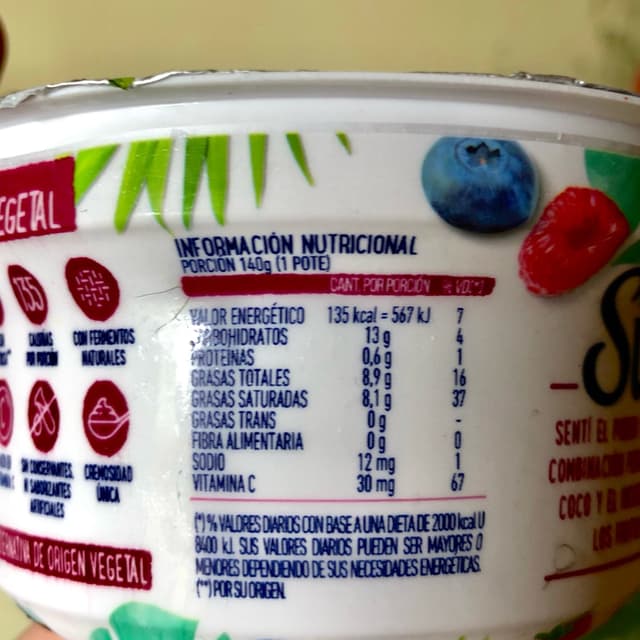 EGETAL
135
CALORÍAS
POR PORCIÓN
CON FERMENTOS
NATURALES
SIN CONSERVANTES,
NI SABORIZANTES
ARTIFICIALES
CREMOSIDAD
ÚNICA
RNATIVA DE ORIGEN VEGETAL
INFORMACIÓN NUTRICIONAL
PORCIÓN 140g (1 POTE)
CANT. POR PORCIÓN % VD(*)
VALOR ENERGÉTICO 135 kcal = 567 kJ 7
CARBOHIDRATOS 13 g 4
PROTEINAS 0,6 g 1
GRASAS TOTALES 8,9 g 16
GRASAS SATURADAS 8,1 g 37
GRASAS TRANS 0 g -
FIBRA ALIMENTARIA 0 g 0
SODIO 12 mg 1
VITAMINA C 30 mg 67
(*) % VALORES DIARIOS CON BASE A UNA DIETA DE 2000 kcal U
8400 kJ. SUS VALORES DIARIOS PUEDEN SER MAYORES O
MENORES DEPENDIENDO DE SUS NECESIDADES ENERGÉTICAS.
(**) POR SU ORIGEN.
SENTÍ EL
COMBINACIÓN
COCO Y EL
LOS